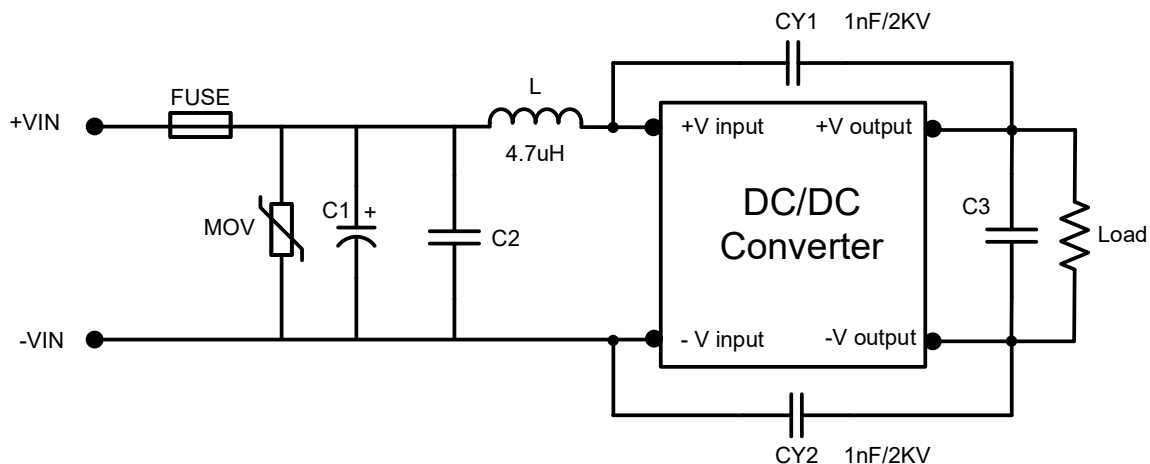 CY1 1nF/2KV
FUSE
L
+VIN
+V input
+V output
4.7uH
DC/DC
Converter
C1
+
MOV
C2
C3
Load
-VIN
- V input
-V output
CY2 1nF/2KV